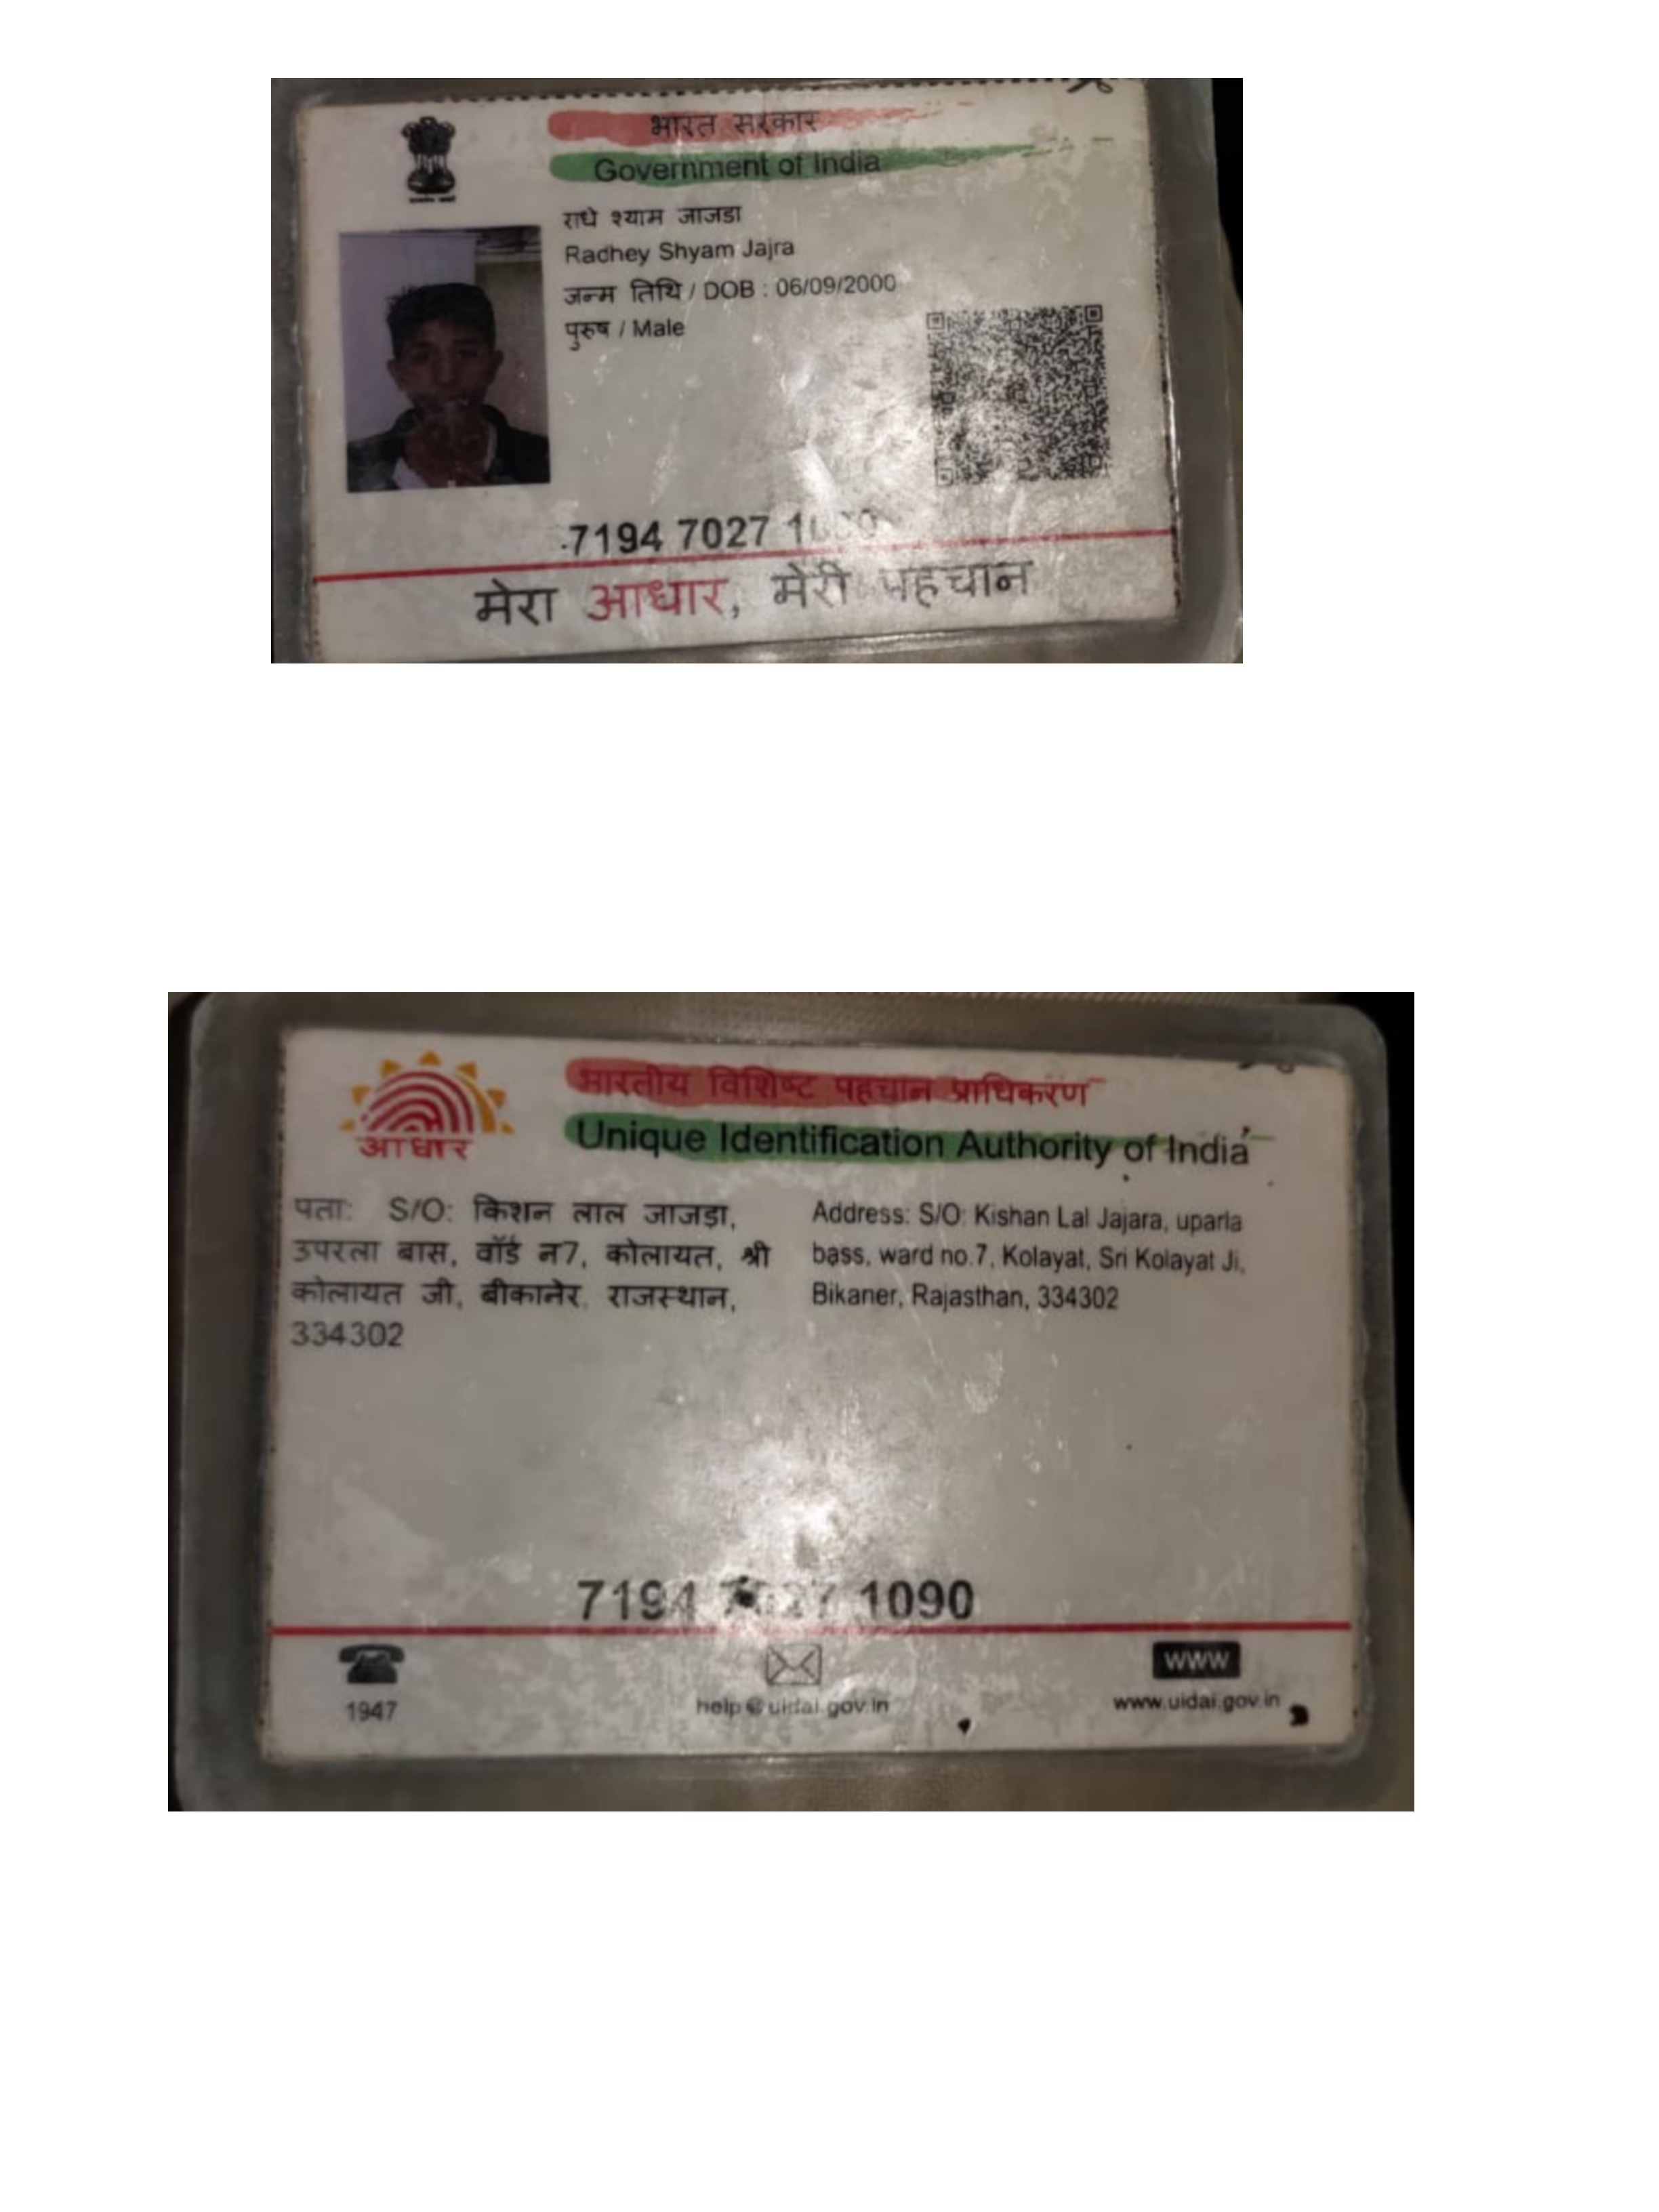 भारत सरकार
Government of India
राधे श्याम जाजडा
Radhey Shyam Jajra
जन्म तिथि / DOB : 06/09/2000
पुरुष / Male
7194 7027
मेरा आधार, मेरी पहचान
भारतीय विशिष्ट पहचान प्राधिकरण
Unique Identification Authority of India
आधार
पता: S/O: किशन लाल जाजड़ा,
उपरला बास, वॉर्ड न7, कोलायत, श्री
कोलायत जी, बीकानेर, राजस्थान,
334302
Address: S/O: Kishan Lal Jajara, uparla
bass, ward no.7, Kolayat, Sri Kolayat Ji,
Bikaner, Rajasthan, 334302
7194 1090
WWW
1947
help@uidai.gov.in
www.uidai.gov.in